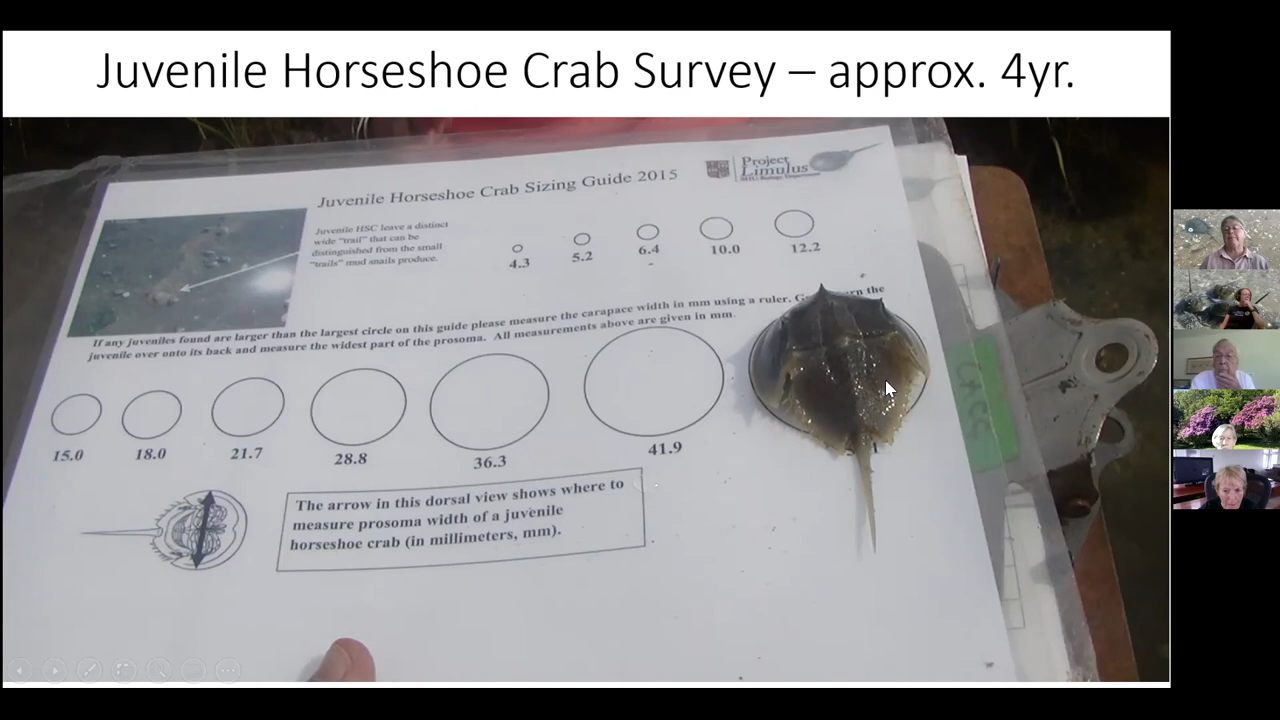 Juvenile Horseshoe Crab Survey – approx. 4yr.
Juvenile Horseshoe Crab Sizing Guide 2015
Project
Limulus
Juvenile HSC leave a distinct
wide "trail" that can be
distinguished from the small
"trails" mud snails produce.
4.3 5.2 6.4 10.0 12.2
If any juveniles found are larger than the largest circle on this guide please measure the carapace width in mm using a ruler.
juvenile over onto its back and measure the widest part of the prosoma. All measurements above are given in mm.
15.0 18.0 21.7 28.8 36.3 41.9
The arrow in this dorsal view shows where to
measure prosoma width of a juvenile
horseshoe crab (in millimeters, mm).